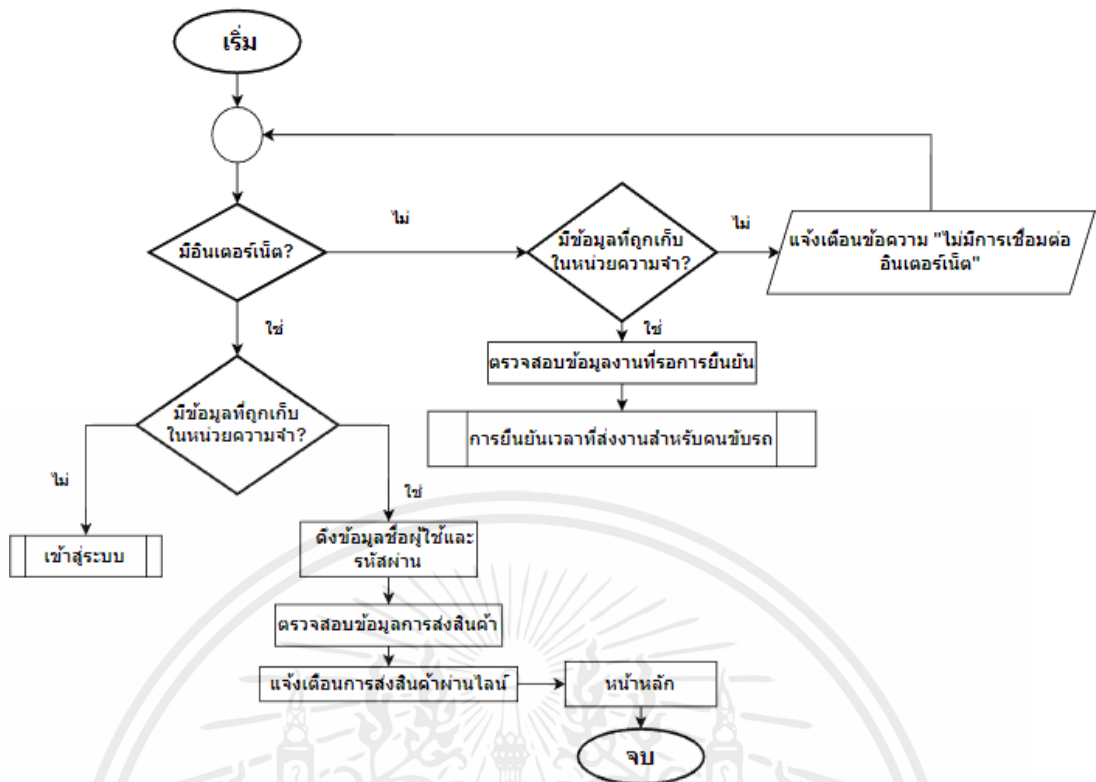 เริ่ม
ไม่
ไม่
มีอินเตอร์เน็ต?
มีข้อมูลที่ถูกเก็บ
ในหน่วยความจำ?
แจ้งเตือนข้อความ "ไม่มีการเชื่อมต่อ
อินเตอร์เน็ต"
ใช่
ใช่
ตรวจสอบข้อมูลงานที่รอการยืนยัน
มีข้อมูลที่ถูกเก็บ
ในหน่วยความจำ?
การยืนยันเวลาที่ส่งงานสำหรับคนขับรถ
ไม่
ใช่
เข้าสู่ระบบ
ดึงข้อมูลชื่อผู้ใช้และ
รหัสผ่าน
ตรวจสอบข้อมูลการส่งสินค้า
แจ้งเตือนการส่งสินค้าผ่านไลน์
หน้าหลัก
จบ